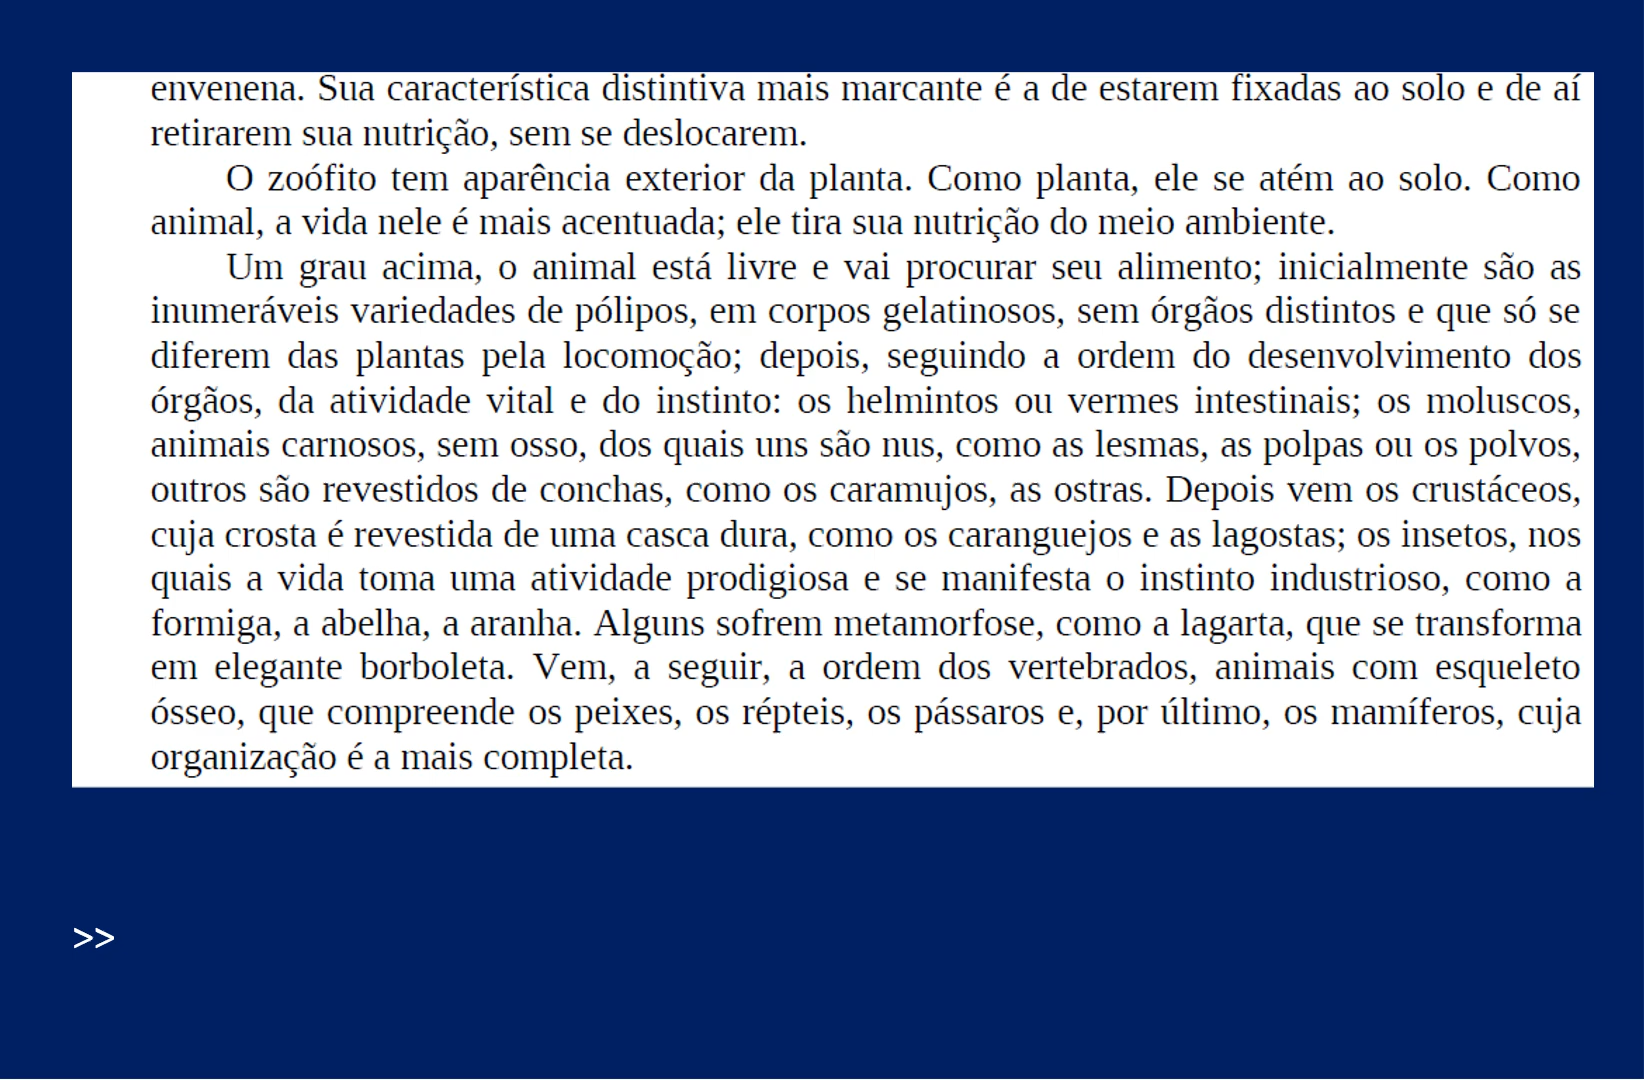 envenena. Sua característica distintiva mais marcante é a de estarem fixadas ao solo e de aí
retirarem sua nutrição, sem se deslocarem.
O zoófito tem aparência exterior da planta. Como planta, ele se atém ao solo. Como
animal, a vida nele é mais acentuada; ele tira sua nutrição do meio ambiente.
Um grau acima, o animal está livre e vai procurar seu alimento; inicialmente são as
inumeráveis variedades de pólipos, em corpos gelatinosos, sem órgãos distintos e que só se
diferem das plantas pela locomoção; depois, seguindo a ordem do desenvolvimento dos
órgãos, da atividade vital e do instinto: os helmintos ou vermes intestinais; os moluscos,
animais carnosos, sem osso, dos quais uns são nus, como as lesmas, as polpas ou os polvos,
outros são revestidos de conchas, como os caramujos, as ostras. Depois vem os crustáceos,
cuja crosta é revestida de uma casca dura, como os caranguejos e as lagostas; os insetos, nos
quais a vida toma uma atividade prodigiosa e se manifesta o instinto industrioso, como a
formiga, a abelha, a aranha. Alguns sofrem metamorfose, como a lagarta, que se transforma
em elegante borboleta. Vem, a seguir, a ordem dos vertebrados, animais com esqueleto
ósseo, que compreende os peixes, os répteis, os pássaros e, por último, os mamíferos, cuja
organização é a mais completa.
>>